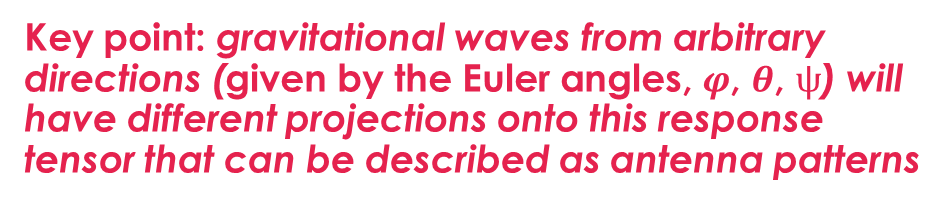 Key point: gravitational waves from arbitrary
directions (given by the Euler angles, φ, θ, ψ) will
have different projections onto this response
tensor that can be described as antenna patterns